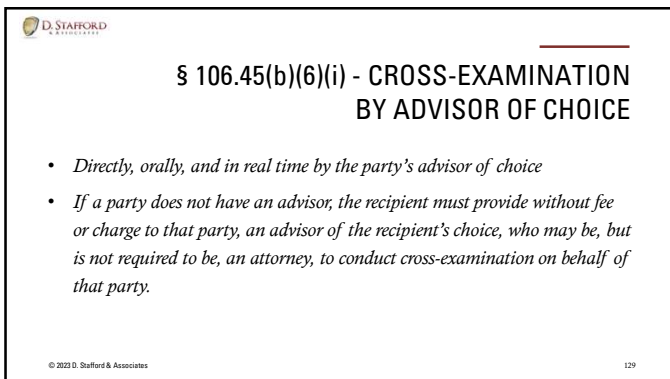 D. STAFFORD
& ASSOCIATES
§ 106.45(b)(6)(i) - CROSS-EXAMINATION
BY ADVISOR OF CHOICE
• Directly, orally, and in real time by the party's advisor of choice
• If a party does not have an advisor, the recipient must provide without fee
or charge to that party, an advisor of the recipient's choice, who may be, but
is not required to be, an attorney, to conduct cross-examination on behalf of
that party.
© 2023 D. Stafford & Associates
129